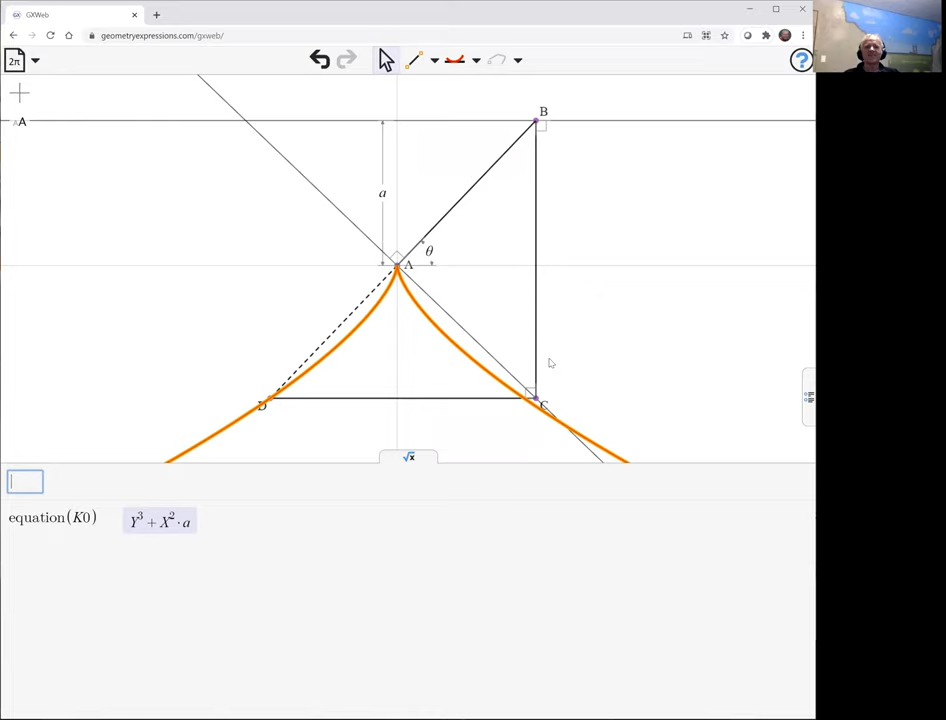 GXWeb
geometryexpressions.com/gxweb/
2π
?
A
B
a
θ
A
D
C
√x
equation(K0) Y³ + X²·a